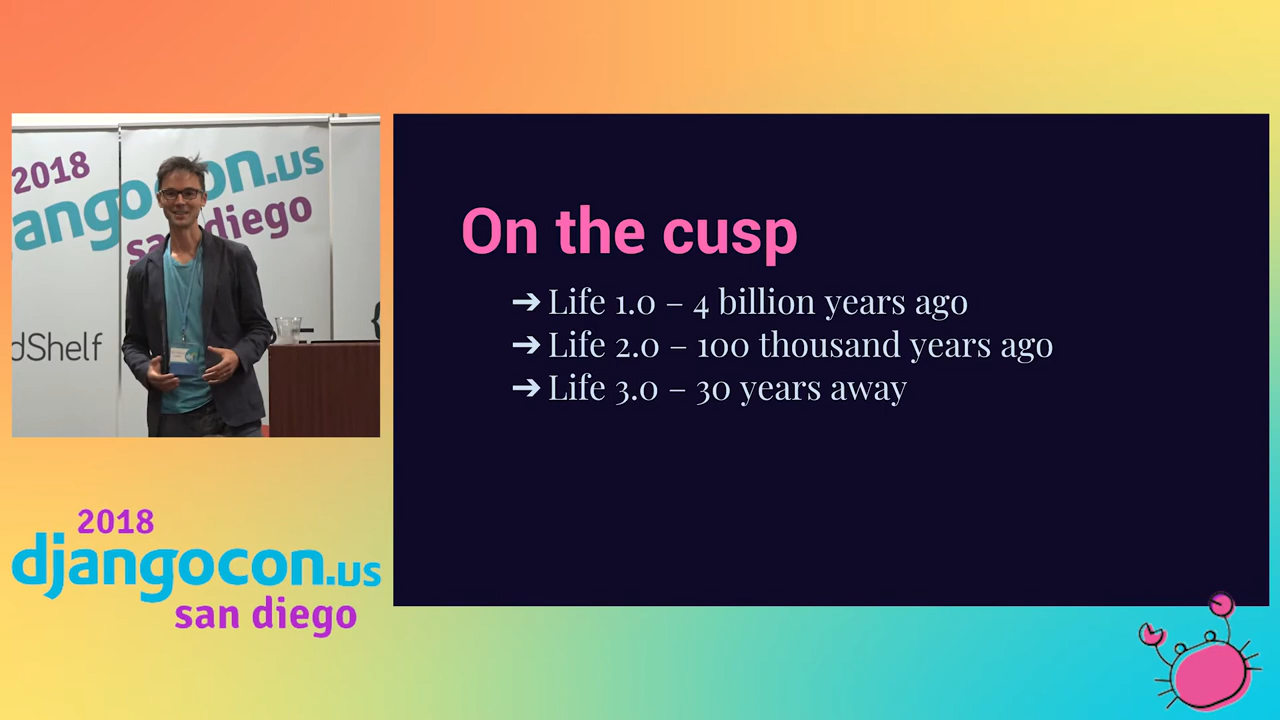 2018
djangocon.us
san diego
dShelf
On the cusp
➔ Life 1.0 – 4 billion years ago
➔ Life 2.0 – 100 thousand years ago
➔ Life 3.0 – 30 years away
2018
djangocon.us
san diego